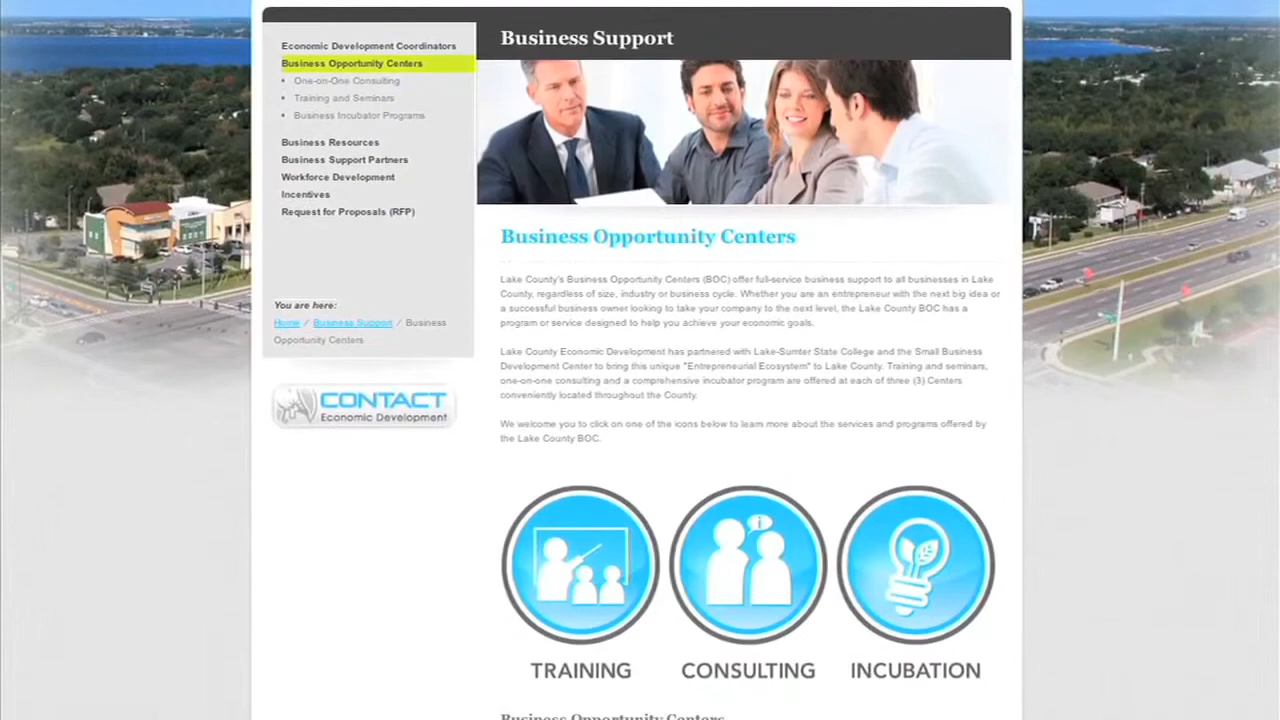 Economic Development Coordinators
Business Opportunity Centers
• One-on-One Consulting
• Training and Seminars
• Business Incubator Programs
Business Resources
Business Support Partners
Workforce Development
Incentives
Request for Proposals (RFP)
You are here:
Home / Business Support / Business
Opportunity Centers
CONTACT
Economic Development
Business Support
Business Opportunity Centers
Lake County's Business Opportunity Centers (BOC) offer full-service business support to all businesses in Lake
County, regardless of size, industry or business cycle. Whether you are an entrepreneur with the next big idea or
a successful business owner looking to take your company to the next level, the Lake County BOC has a
program or service designed to help you achieve your economic goals.
Lake County Economic Development has partnered with Lake-Sumter State College and the Small Business
Development Center to bring this unique "Entrepreneurial Ecosystem" to Lake County. Training and seminars,
one-on-one consulting and a comprehensive incubator program are offered at each of three (3) Centers
conveniently located throughout the County.
We welcome you to click on one of the icons below to learn more about the services and programs offered by
the Lake County BOC.
i
TRAINING CONSULTING INCUBATION
Business Opportunity Centers